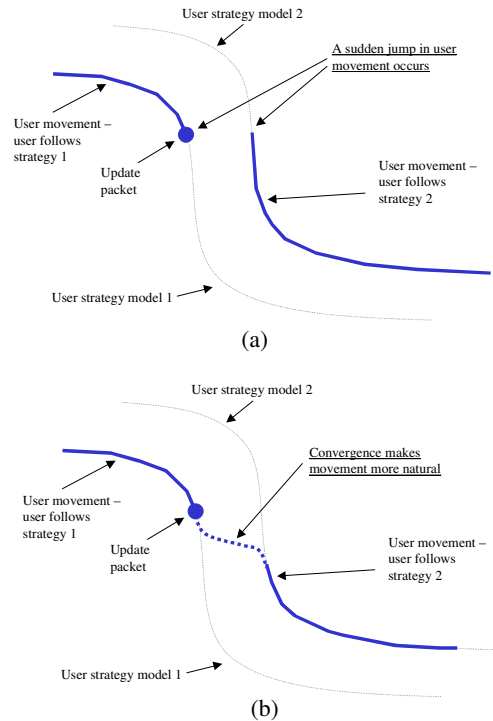 User strategy model 2
A sudden jump in user
movement occurs
User movement –
user follows
strategy 1
Update
packet
User movement –
user follows
strategy 2
User strategy model 1
(a)
User strategy model 2
Convergence makes
movement more natural
User movement –
user follows
strategy 1
Update
packet
User movement –
user follows
strategy 2
User strategy model 1
(b)